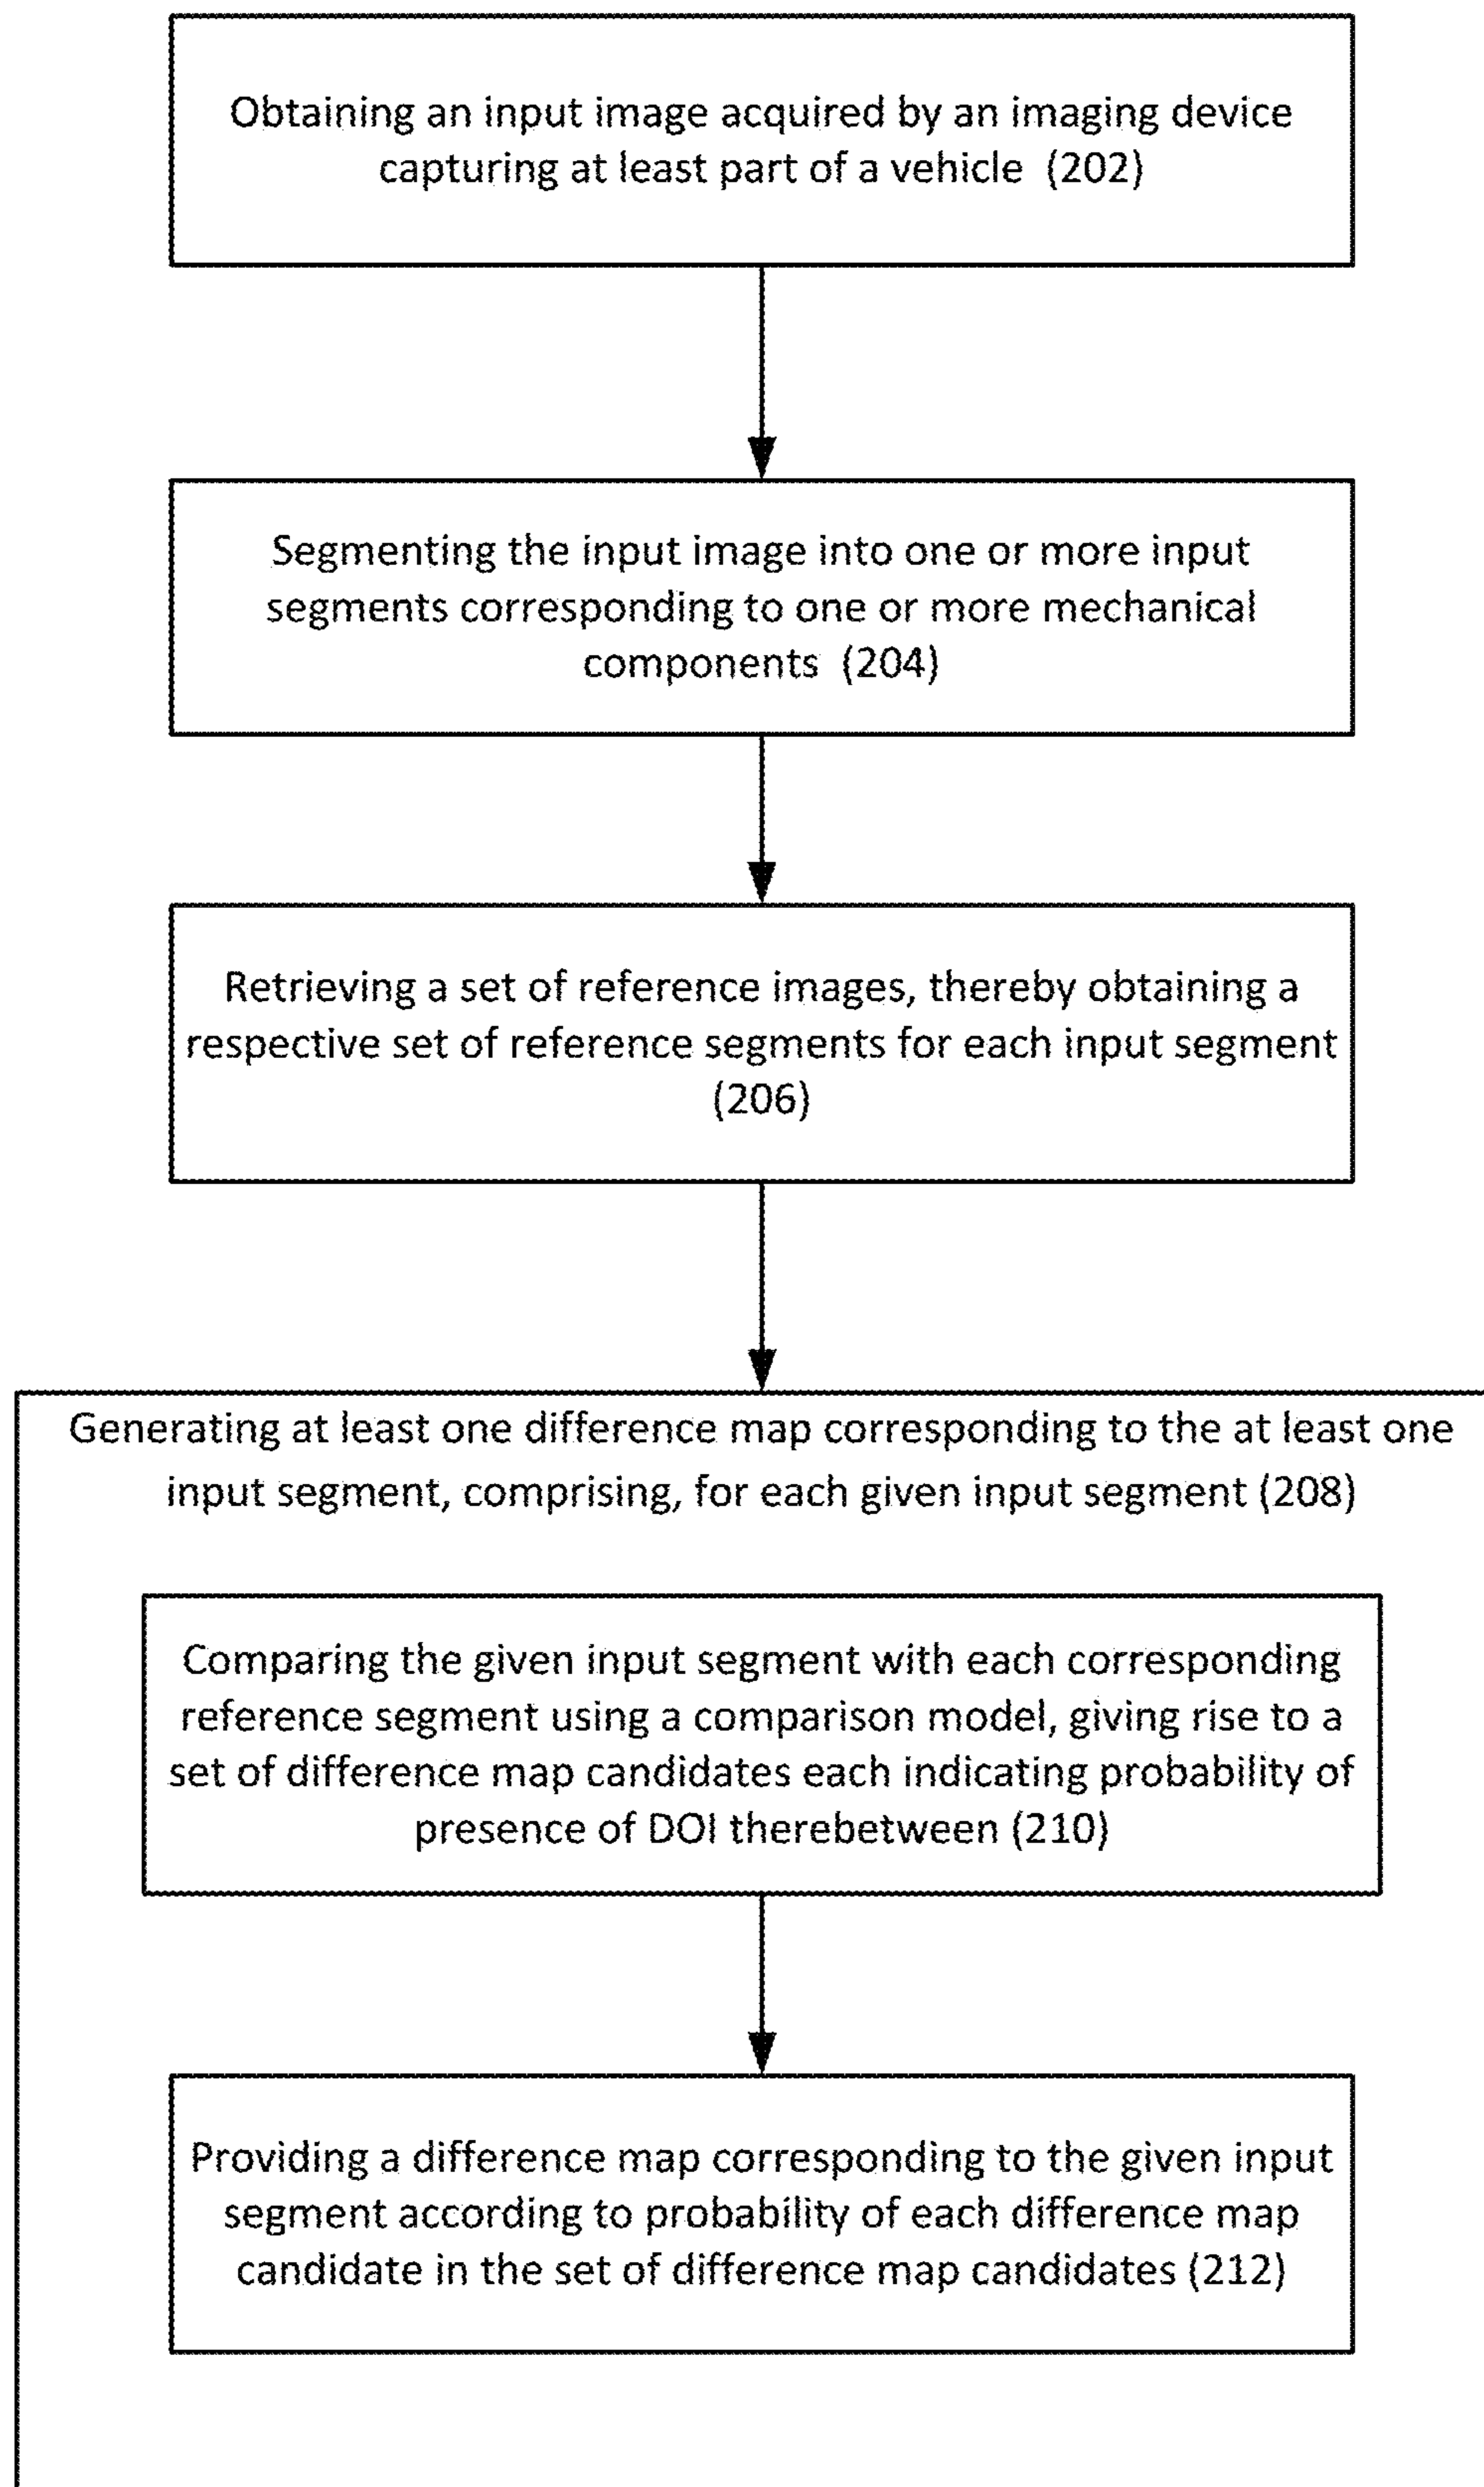 Obtaining an input image acquired by an imaging device
capturing at least part of a vehicle (202)
Segmenting the input image into one or more input
segments corresponding to one or more mechanical
components (204)
Retrieving a set of reference images, thereby obtaining a
respective set of reference segments for each input segment
(206)
Generating at least one difference map corresponding to the at least one
input segment, comprising, for each given input segment (208)
Comparing the given input segment with each corresponding
reference segment using a comparison model, giving rise to a
set of difference map candidates each indicating probability of
presence of DOI therebetween (210)
Providing a difference map corresponding to the given input
segment according to probability of each difference map
candidate in the set of difference map candidates (212)